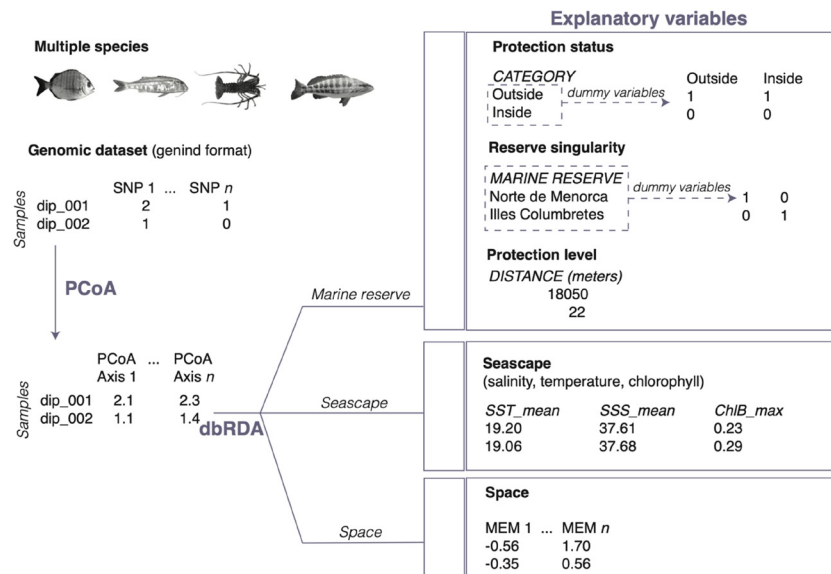 Explanatory variables
Multiple species
Genomic dataset (genind format)
SNP 1 ... SNP n
Samples
dip_001 2 1
dip_002 1 0
PCoA
PCoA ... PCoA
Axis 1 Axis n
Samples
dip_001 2.1 2.3
dip_002 1.1 1.4
dbRDA
Marine reserve
Seascape
Space
Protection status
CATEGORY Outside Inside
Outside dummy variables 1 1
Inside 0 0
Reserve singularity
MARINE RESERVE
Norte de Menorca dummy variables 1 0
Illes Columbretes 0 1
Protection level
DISTANCE (meters)
18050
22
Seascape
(salinity, temperature, chlorophyll)
SST_mean SSS_mean ChlB_max
19.20 37.61 0.23
19.06 37.68 0.29
Space
MEM 1 ... MEM n
-0.56 1.70
-0.35 0.56